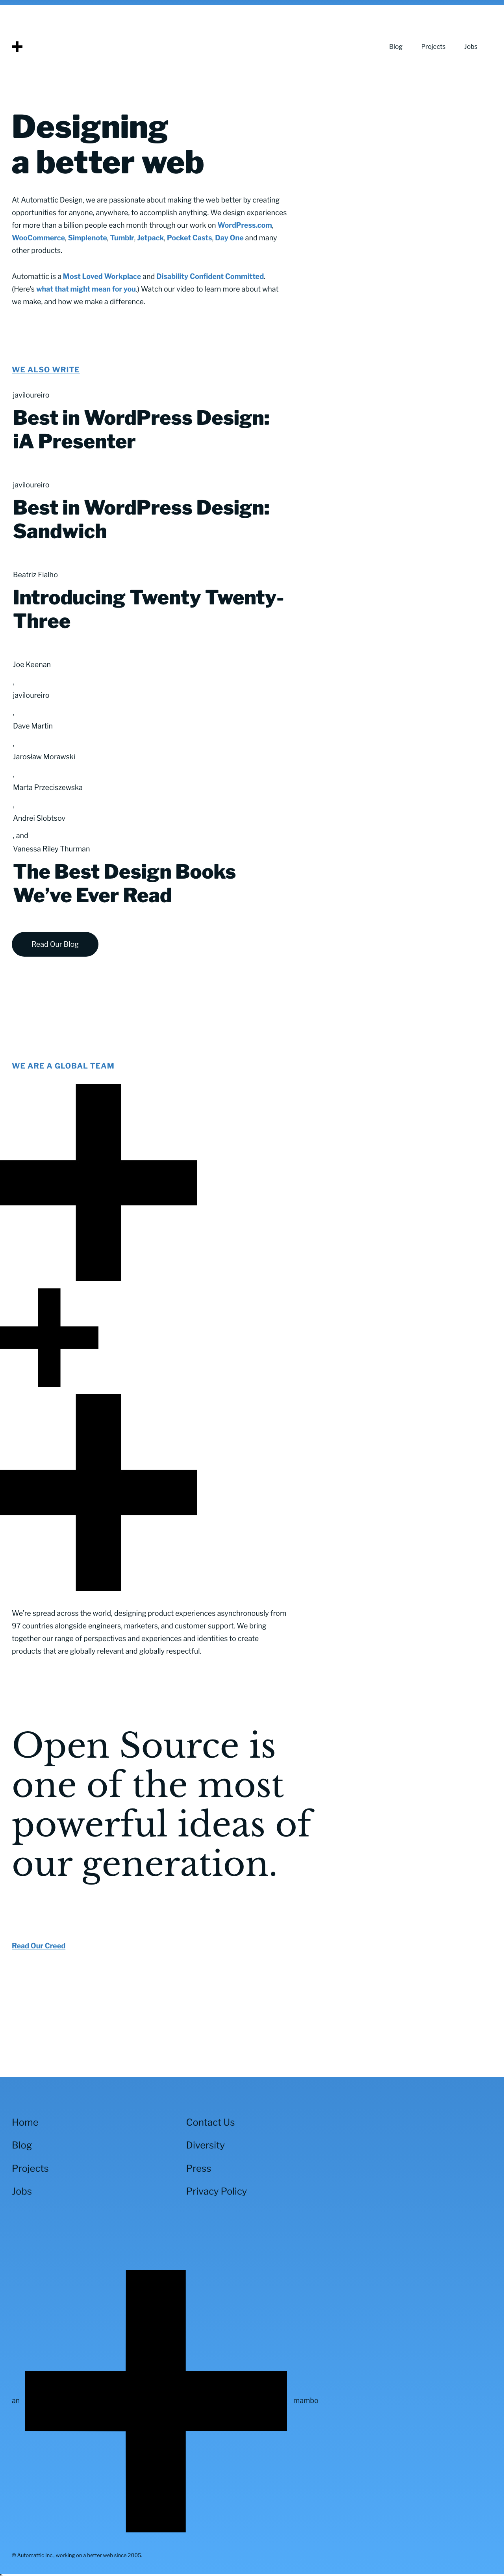 Blog Projects Jobs
Designing
a better web
At Automattic Design, we are passionate about making the web better by creating
opportunities for anyone, anywhere, to accomplish anything. We design experiences
for more than a billion people each month through our work on WordPress.com,
WooCommerce, Simplenote, Tumblr, Jetpack, Pocket Casts, Day One and many
other products.
Automattic is a Most Loved Workplace and Disability Confident Committed.
(Here’s what that might mean for you.) Watch our video to learn more about what
we make, and how we make a difference.
WE ALSO WRITE
javiloureiro
Best in WordPress Design:
iA Presenter
javiloureiro
Best in WordPress Design:
Sandwich
Beatriz Fialho
Introducing Twenty Twenty-
Three
Joe Keenan
,
javiloureiro
,
Dave Martin
,
Jarosław Morawski
,
Marta Przeciszewska
,
Andrei Slobtsov
, and
Vanessa Riley Thurman
The Best Design Books
We’ve Ever Read
Read Our Blog
WE ARE A GLOBAL TEAM
We’re spread across the world, designing product experiences asynchronously from
97 countries alongside engineers, marketers, and customer support. We bring
together our range of perspectives and experiences and identities to create
products that are globally relevant and globally respectful.
Open Source is
one of the most
powerful ideas of
our generation.
Read Our Creed
Home
Blog
Projects
Jobs
Contact Us
Diversity
Press
Privacy Policy
an mambo
© Automattic Inc., working on a better web since 2005.